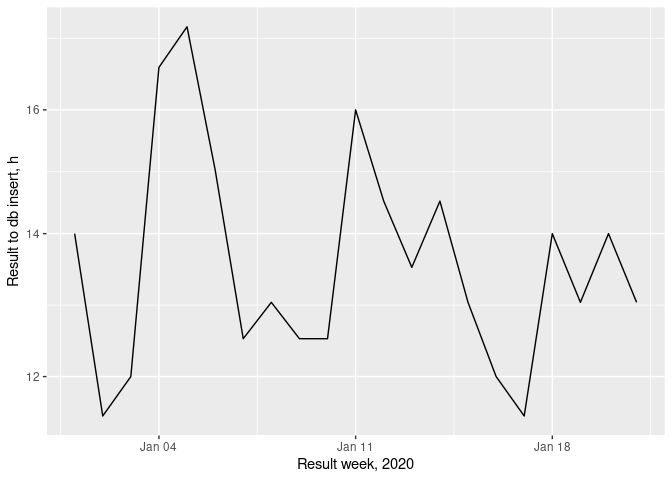 Result to db insert, h
16
14
12
Jan 04
Jan 11
Jan 18
Result week, 2020